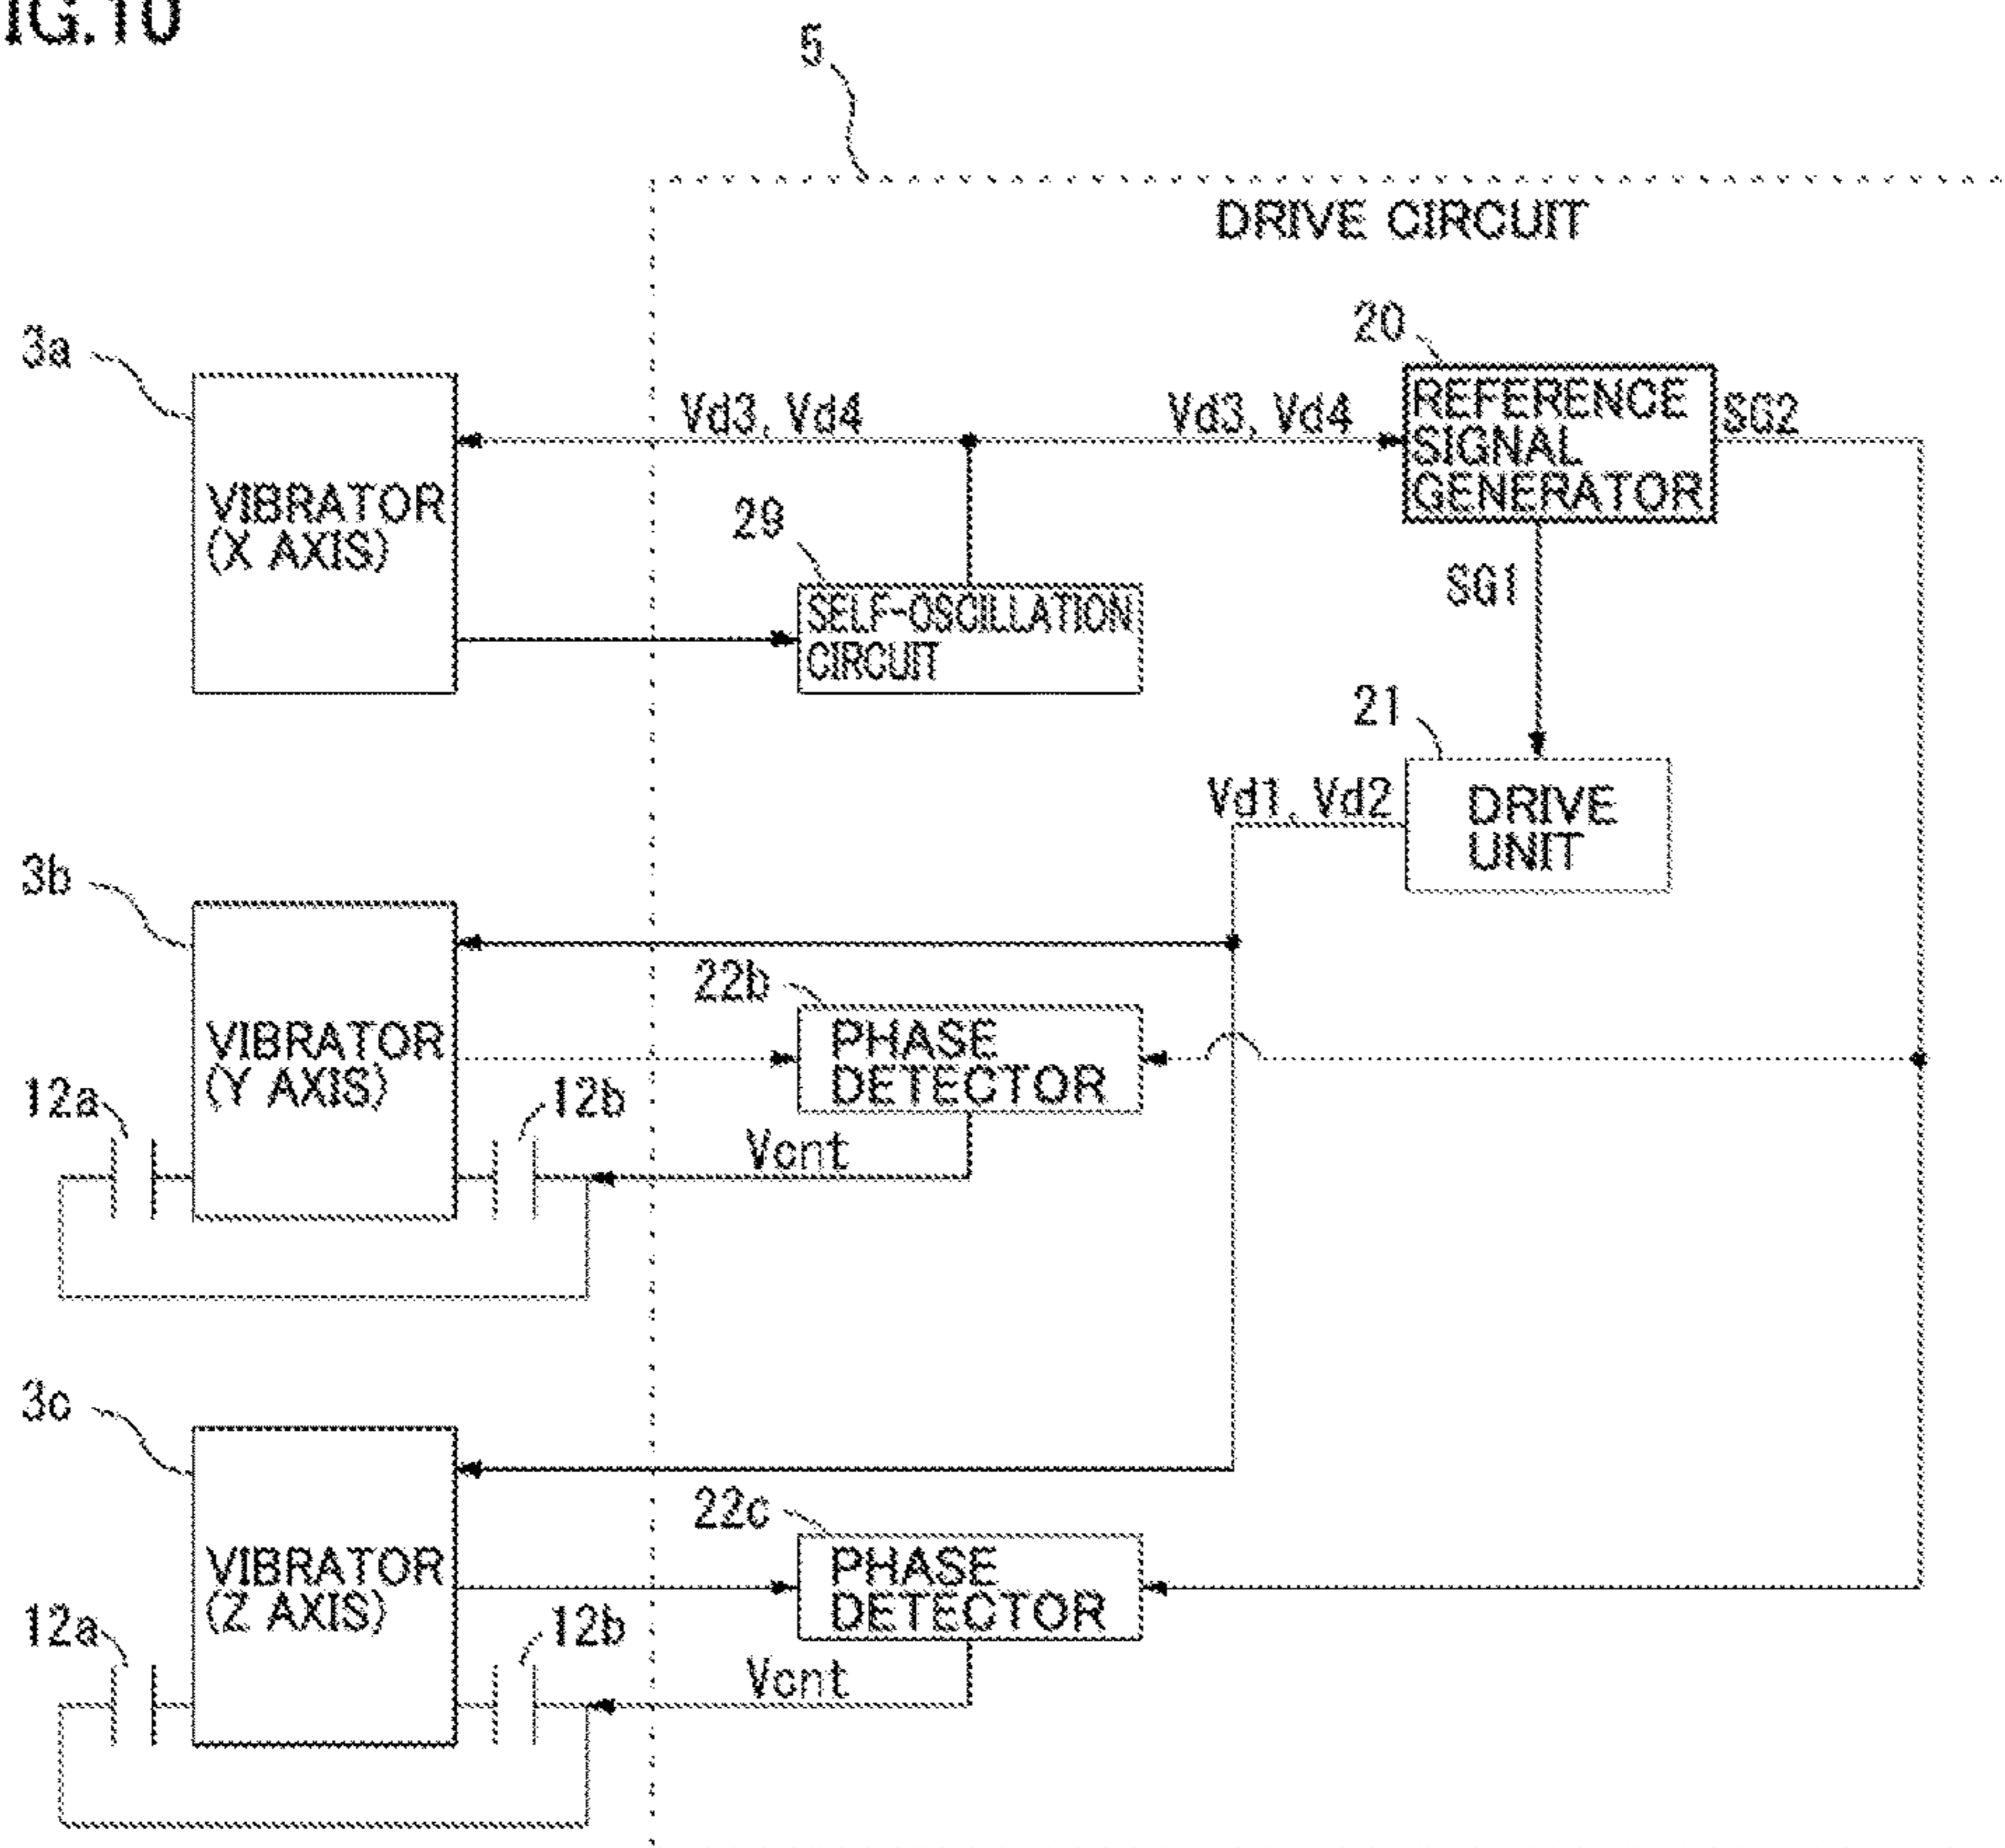 IG.10
5
DRIVE CIRCUIT
3a
VIBRATOR
(X AXIS)
Vd3, Vd4
Vd3, Vd4
20
REFERENCE
SIGNAL
GENERATOR
SG2
29
SELF-OSCILLATION
CIRCUIT
SG1
21
DRIVE
UNIT
Vd1, Vd2
3b
VIBRATOR
(Y AXIS)
22b
PHASE
DETECTOR
12a
12b
Vcnt
3c
VIBRATOR
(Z AXIS)
22c
PHASE
DETECTOR
12a
12b
Vcnt